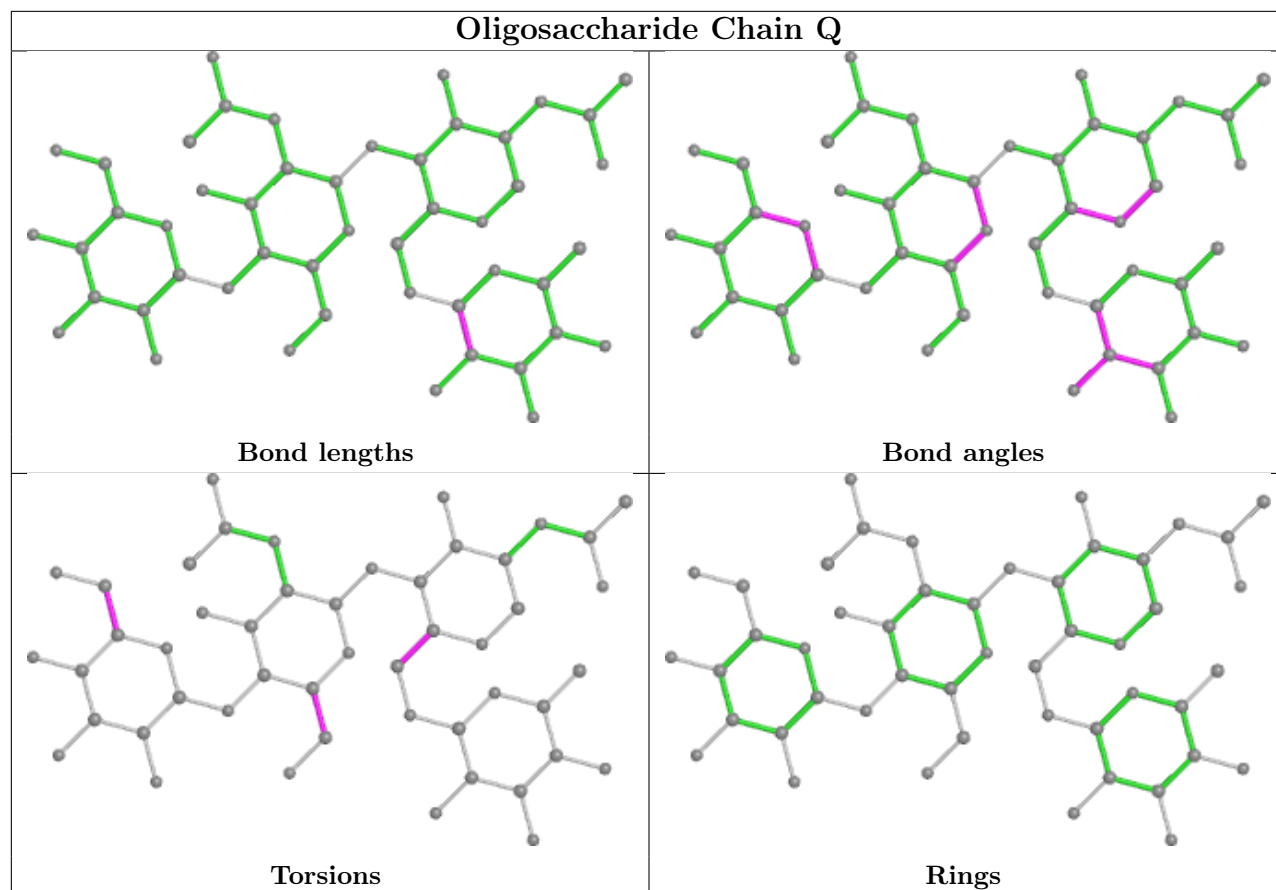 Oligosaccharide Chain Q
Bond lengths
Bond angles
Torsions
Rings